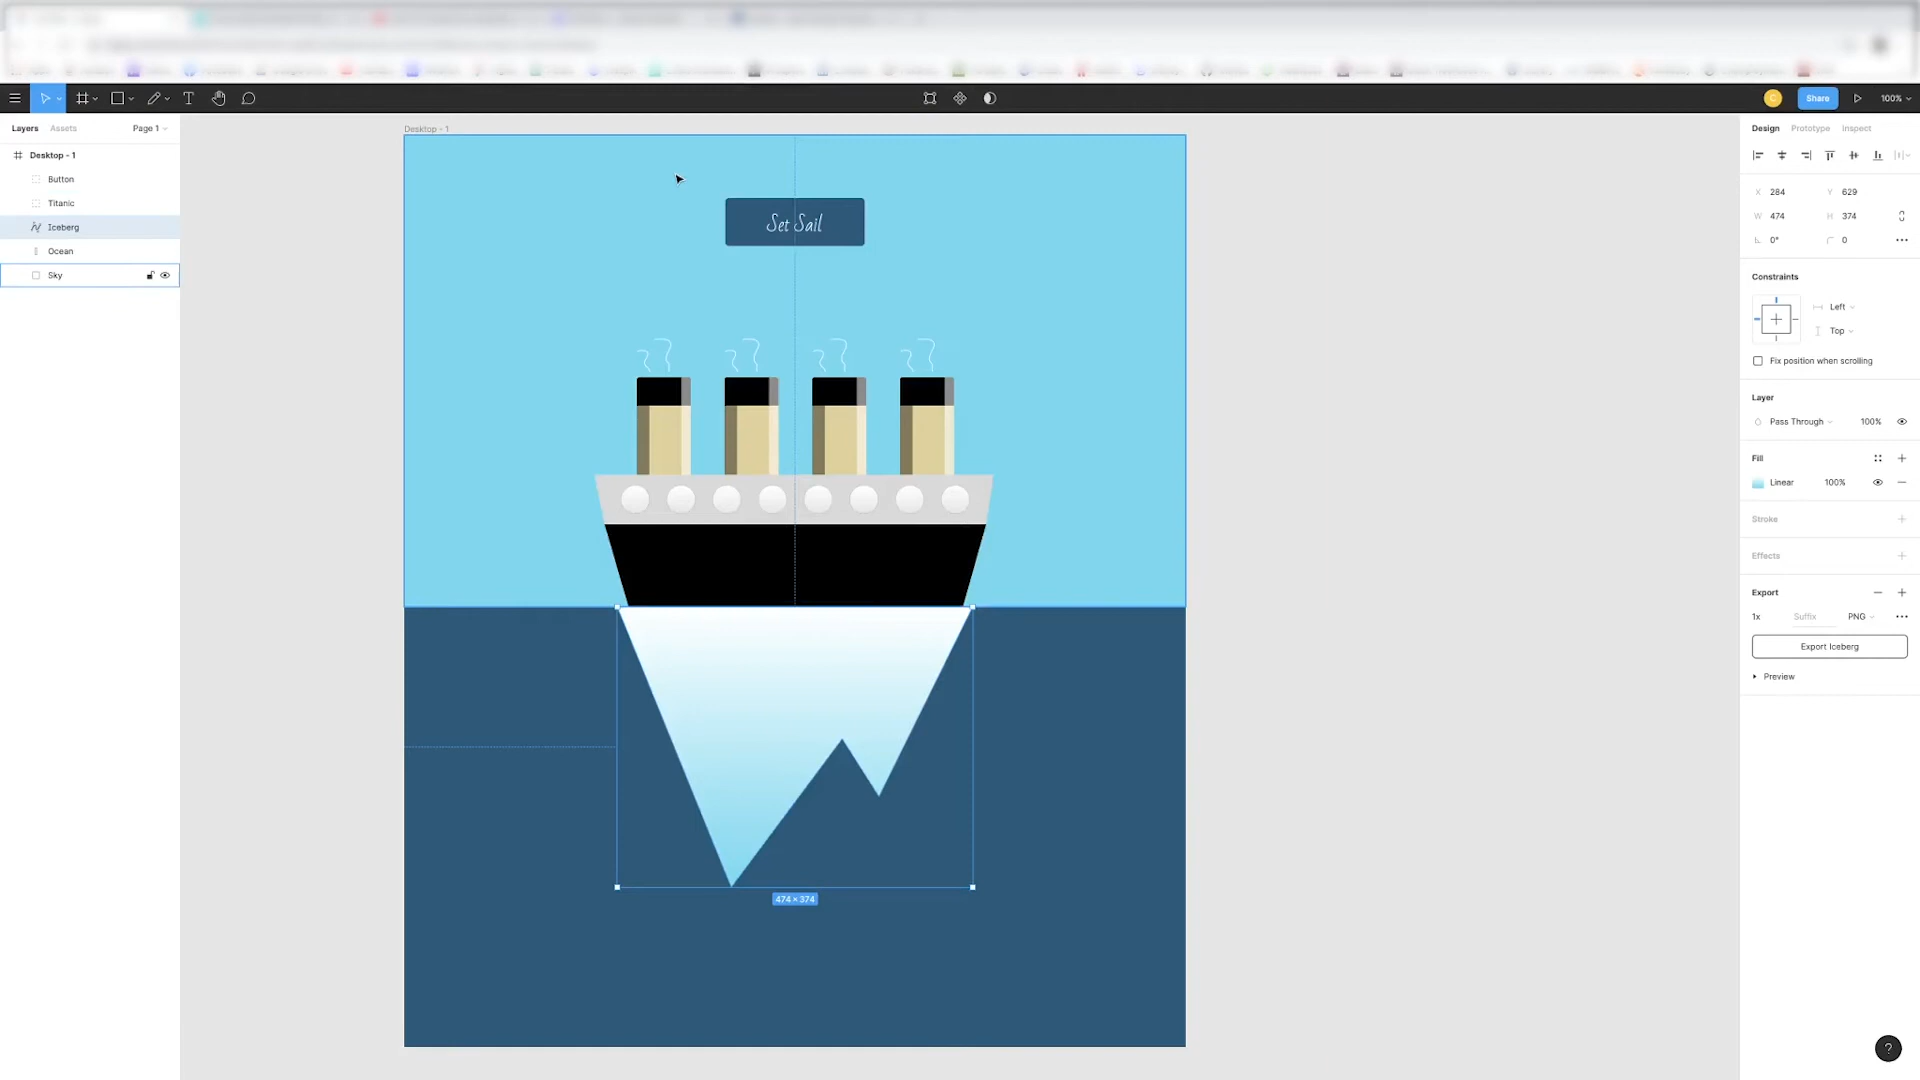 Share
100%
Layers
Assets
Page 1
Desktop - 1
Button
Titanic
Iceberg
Ocean
Sky
Desktop - 1
Set Sail
474 × 374
Design
Prototype
Inspect
X 284
Y 629
W 474
H 374
0°
0
Constraints
Left
Top
Fix position when scrolling
Layer
Pass Through
100%
Fill
Linear
100%
Stroke
Effects
Export
1x
Suffix
PNG
Export Iceberg
Preview
?